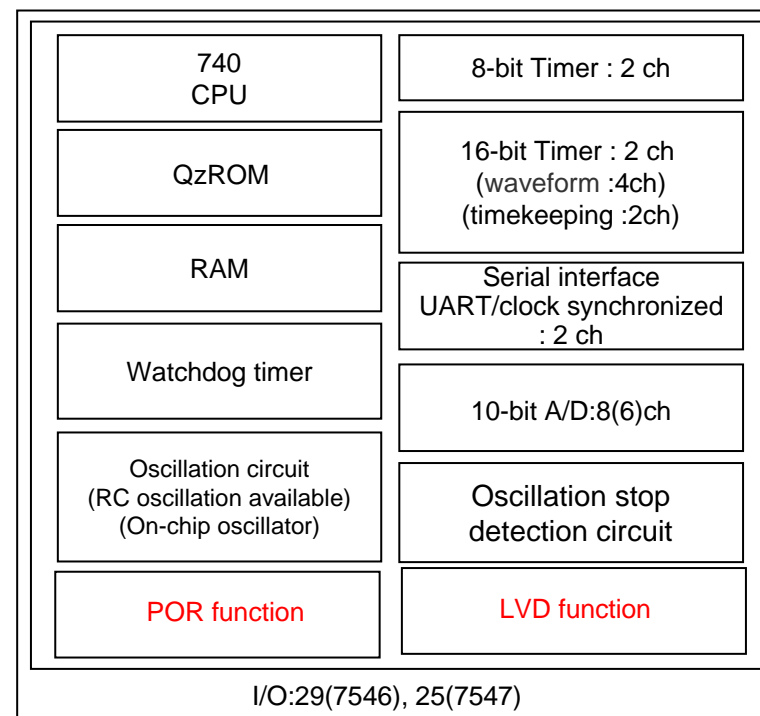 740
CPU
QzROM
RAM
Watchdog timer
Oscillation circuit
(RC oscillation available)
(On-chip oscillator)
POR function
8-bit Timer : 2 ch
16-bit Timer : 2 ch
(waveform :4ch)
(timekeeping :2ch)
Serial interface
UART/clock synchronized
: 2 ch
10-bit A/D:8(6)ch
Oscillation stop
detection circuit
LVD function
I/O:29(7546), 25(7547)